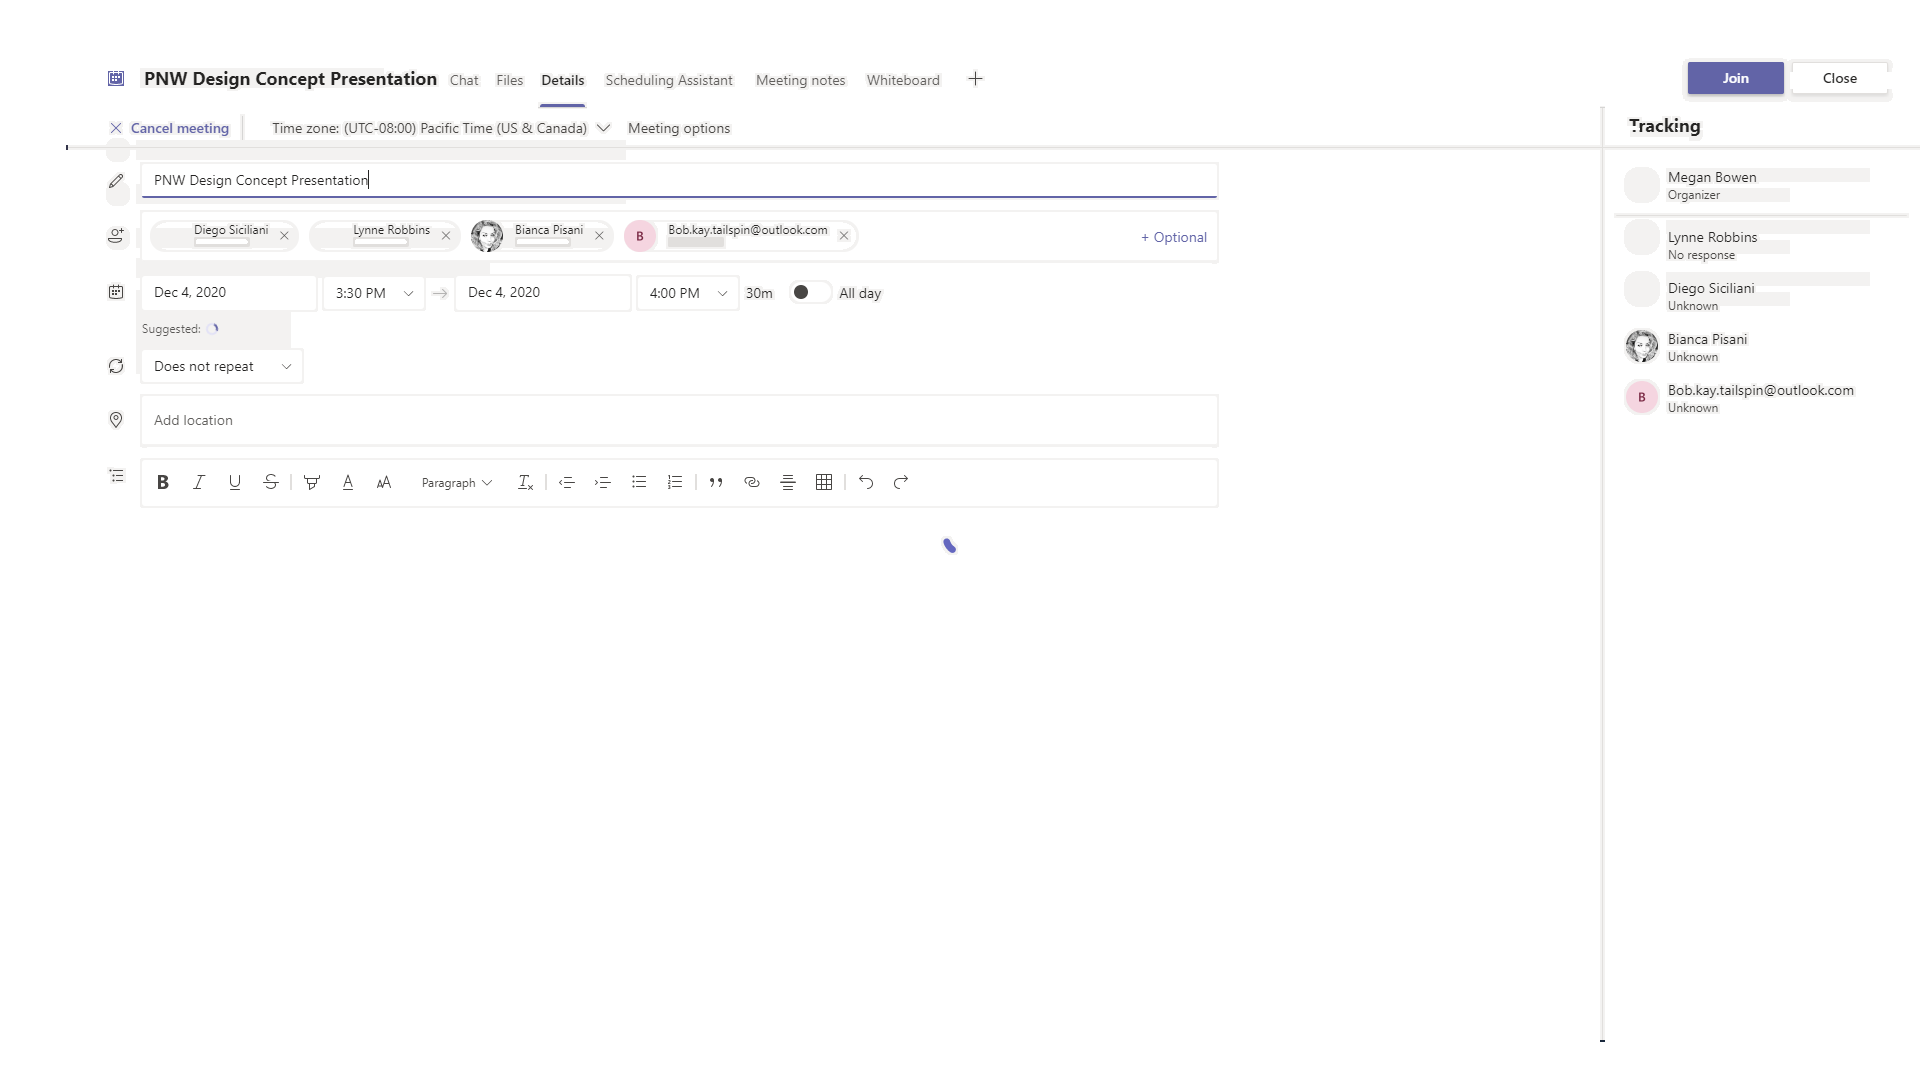 PNW Design Concept Presentation Chat Files Details Scheduling Assistant Meeting notes Whiteboard Join Close
Cancel meeting Time zone: (UTC-08:00) Pacific Time (US & Canada) Meeting options
PNW Design Concept Presentation
Diego Siciliani Lynne Robbins Bianca Pisani B Bob.kay.tailspin@outlook.com + Optional
Dec 4, 2020 3:30 PM Dec 4, 2020 4:00 PM 30m All day
Suggested:
Does not repeat
Add location
B I U S A AA Paragraph Tx
Tracking
Megan Bowen
Organizer
Lynne Robbins
No response
Diego Siciliani
Unknown
Bianca Pisani
Unknown
B Bob.kay.tailspin@outlook.com
Unknown